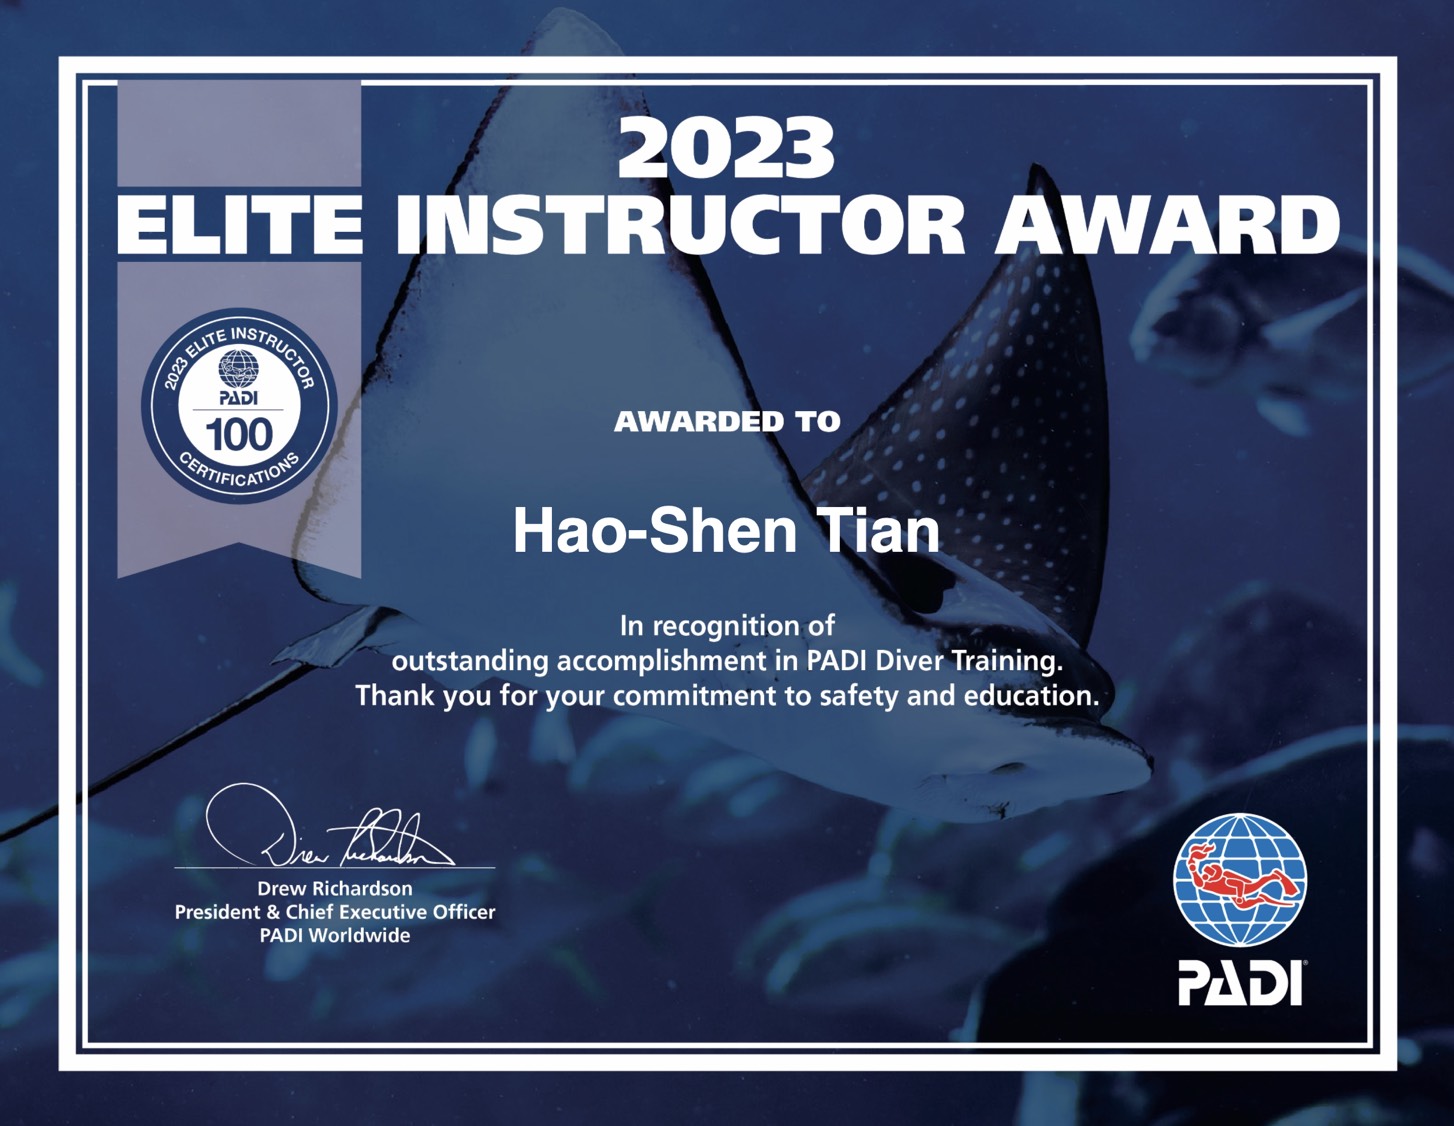 2023
ELITE INSTRUCTOR AWARD
2023 ELITE INSTRUCTOR
PADI
100
CERTIFICATIONS
AWARDED TO
Hao-Shen Tian
In recognition of
outstanding accomplishment in PADI Diver Training.
Thank you for your commitment to safety and education.
Drew Richardson
Drew Richardson
President & Chief Executive Officer
PADI Worldwide
PADI®